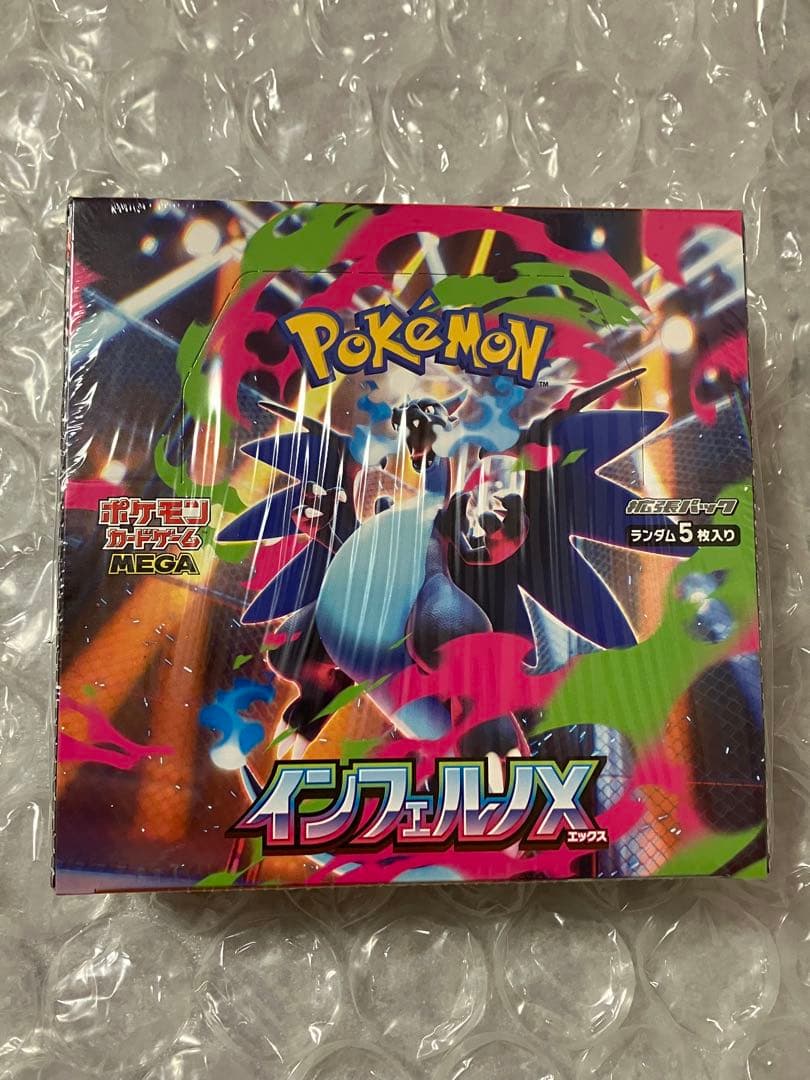 POKéMON
TM
ポケモン
カードゲーム
MEGA
拡張パック
ランダム5枚入り
インフェルノX
エックス